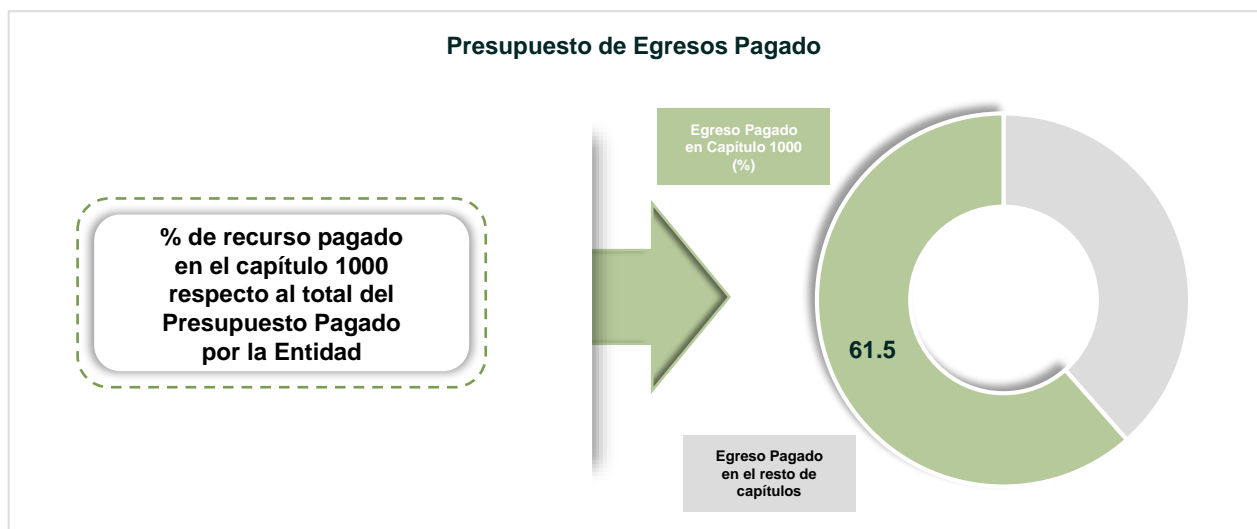 Presupuesto de Egresos Pagado
Egreso Pagado
en Capítulo 1000
(%)
% de recurso pagado
en el capítulo 1000
respecto al total del
Presupuesto Pagado
por la Entidad
61.5
Egreso Pagado
en el resto de
capítulos